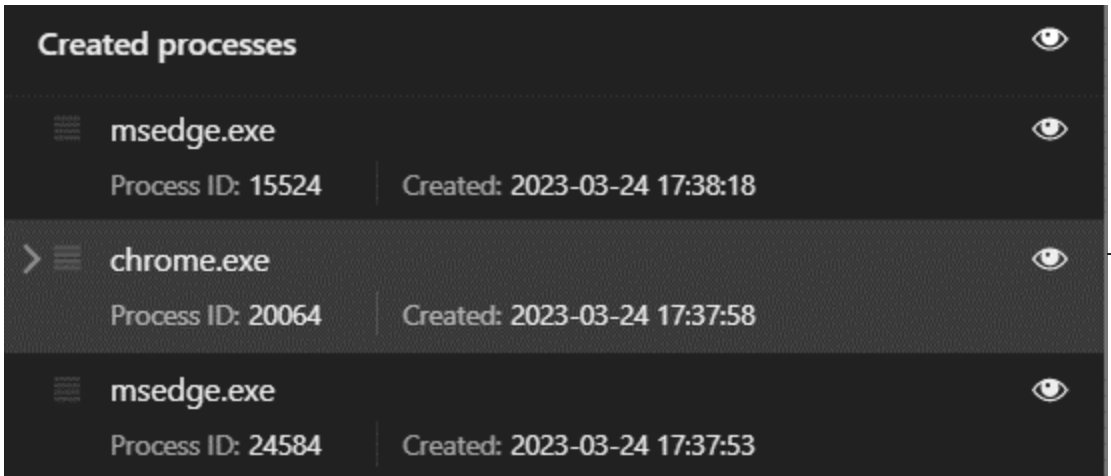 Created processes
msedge.exe
Process ID: 15524 Created: 2023-03-24 17:38:18
chrome.exe
Process ID: 20064 Created: 2023-03-24 17:37:58
msedge.exe
Process ID: 24584 Created: 2023-03-24 17:37:53